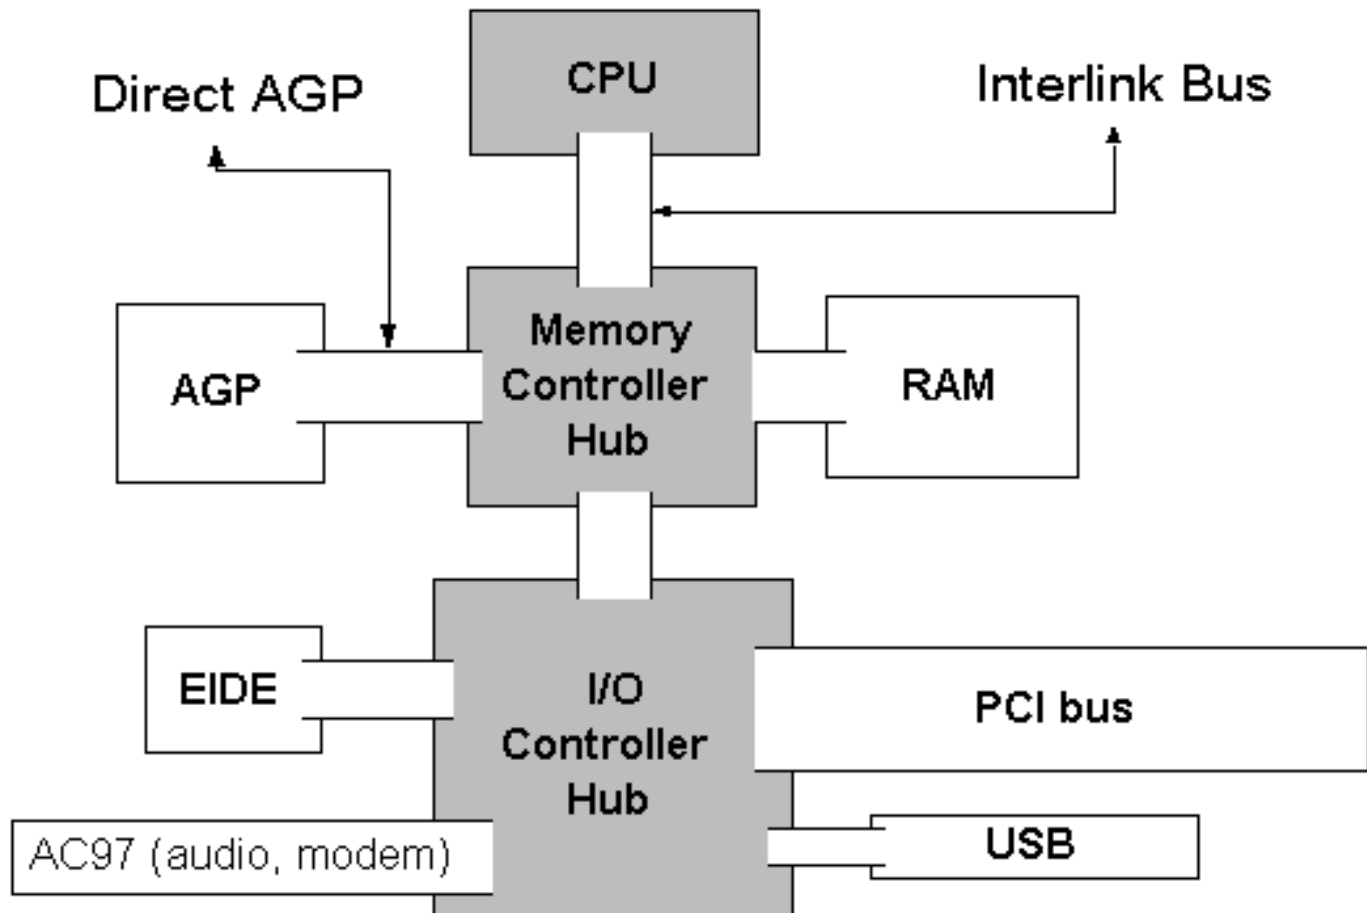 CPU
Direct AGP
Interlink Bus
Memory
Controller
Hub
AGP
RAM
EIDE
I/O
Controller
Hub
PCI bus
AC97 (audio, modem)
USB